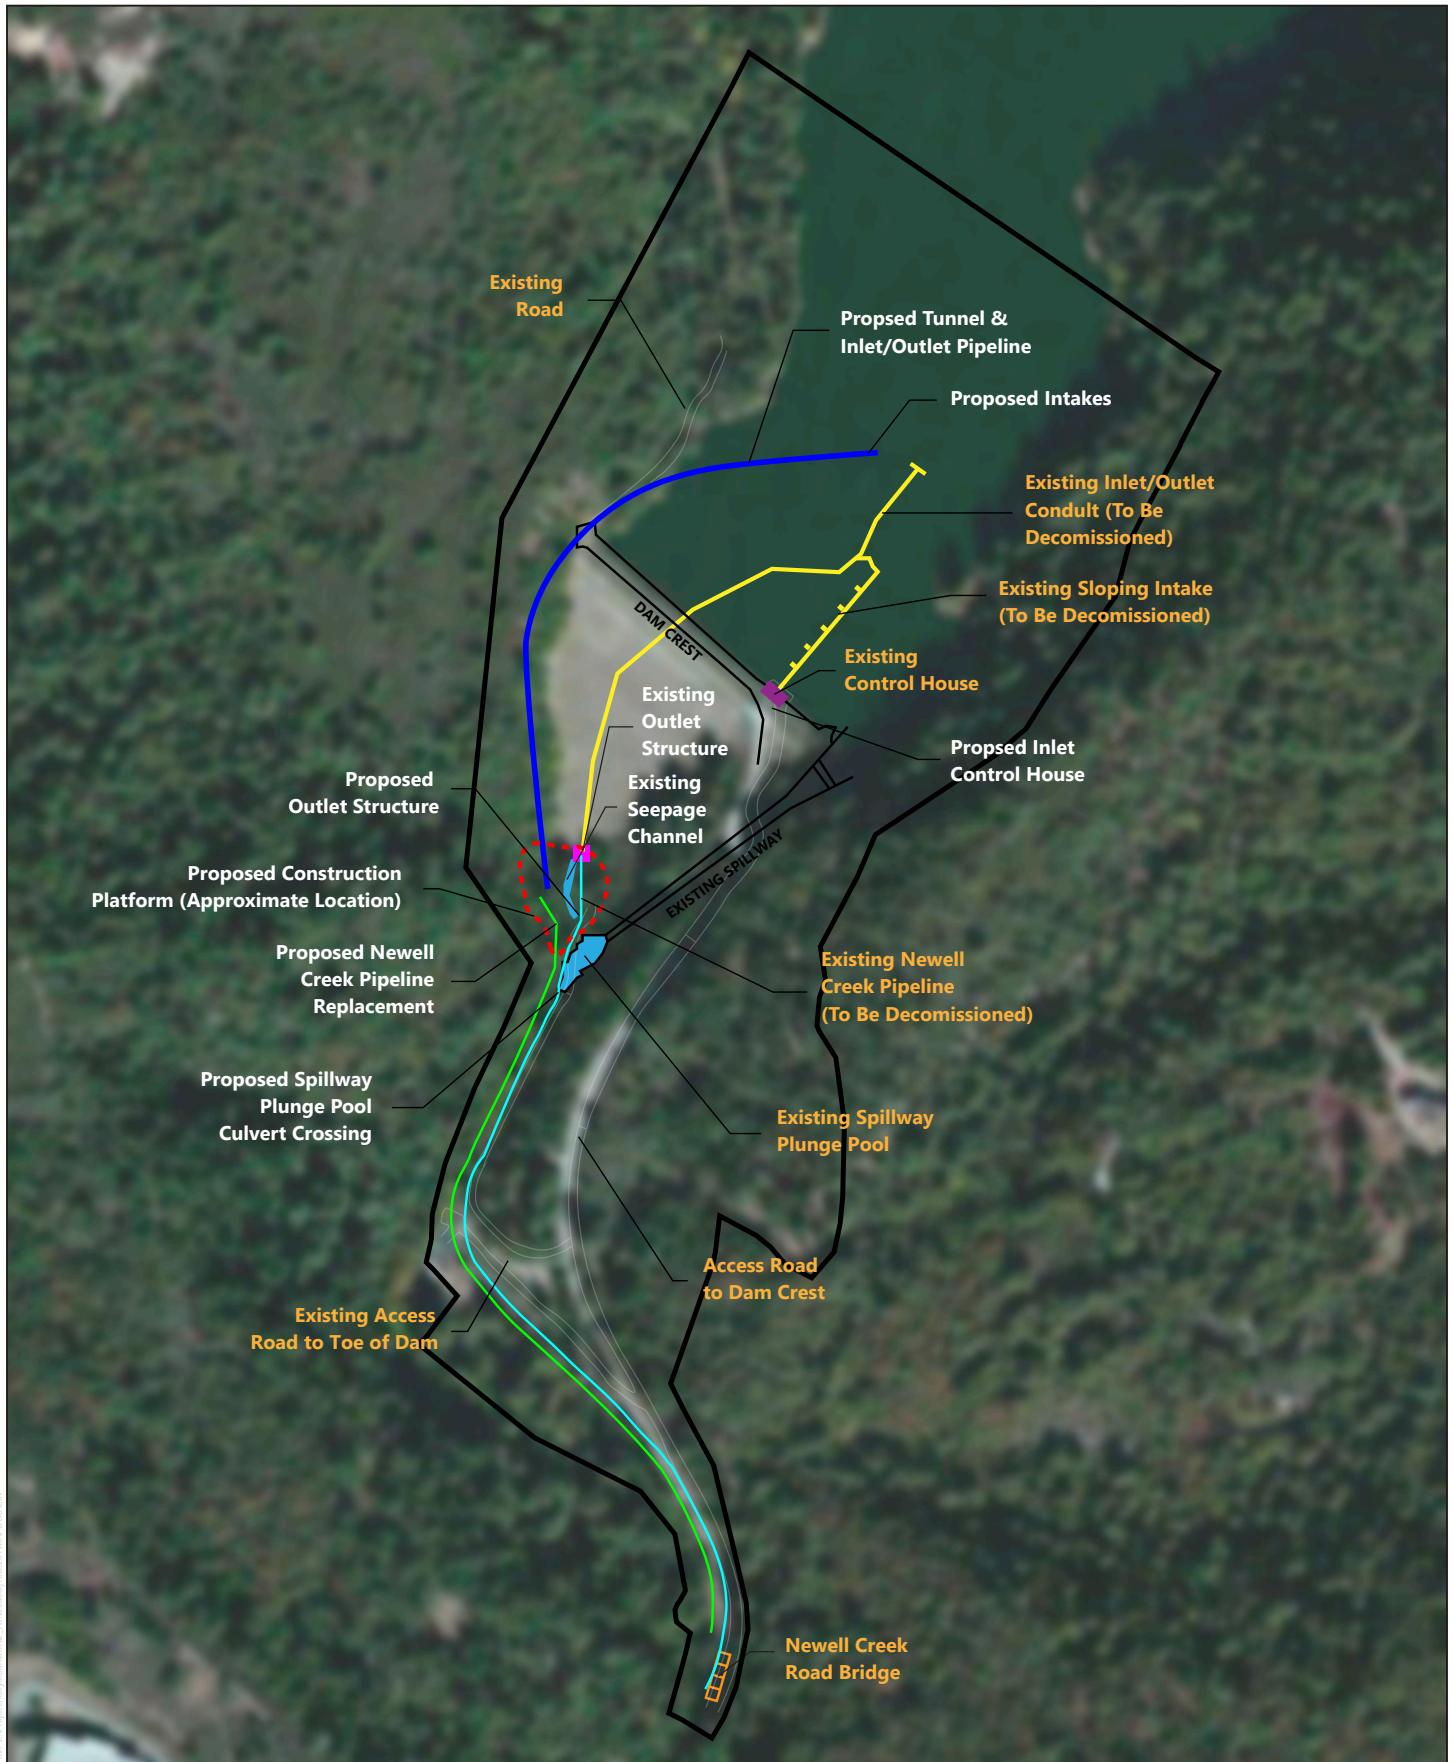 Existing
Road
Propsed Tunnel &
Inlet/Outlet Pipeline
Proposed Intakes
Existing Inlet/Outlet
Condult (To Be
Decomissioned)
Existing Sloping Intake
(To Be Decomissioned)
DAM CREST
Existing
Control House
Existing
Outlet
Structure
Propsed Inlet
Control House
Proposed
Outlet Structure
Existing
Seepage
Channel
EXISTING SPILLWAY
Proposed Construction
Platform (Approximate Location)
Proposed Newell
Creek Pipeline
Replacement
Existing Newell
Creek Pipeline
(To Be Decomissioned)
Proposed Spillway
Plunge Pool
Culvert Crossing
Existing Spillway
Plunge Pool
Access Road
to Dam Crest
Existing Access
Road to Toe of Dam
Newell Creek
Road Bridge